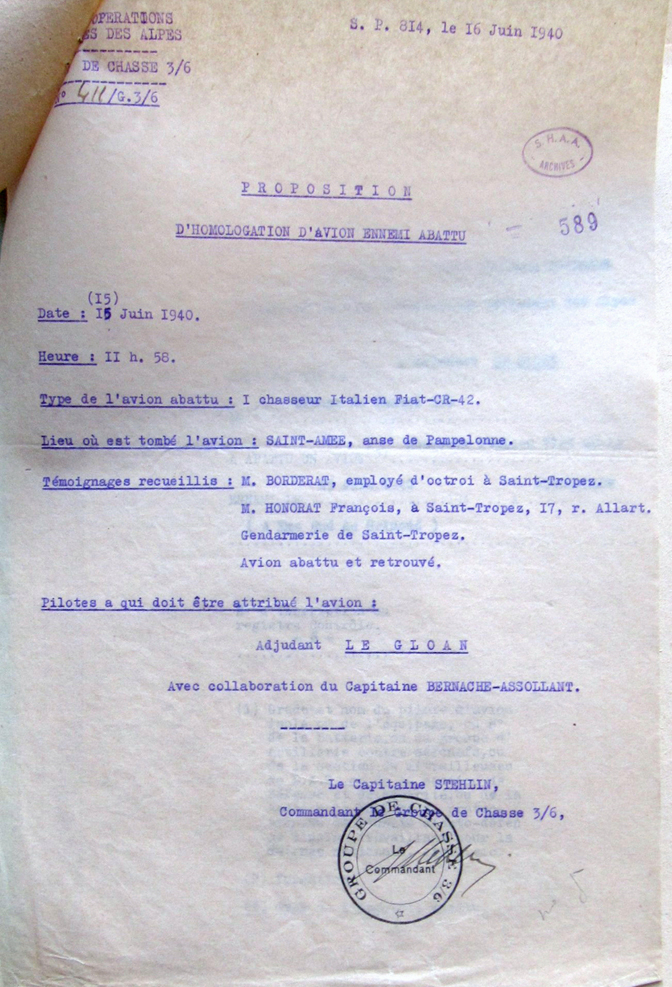 OPERATIONS
ES DES ALPES
DE CHASSE 3/6
N° 411/G.3/6
S. P. 814, le 16 Juin 1940
S.H.A.A.
- ARCHIVES -
PROPOSITION
D'HOMOLOGATION D'AVION ENNEMI ABATTU
- 589
(I5)
Date : I5 Juin I940.
Heure : II h. 58.
Type de l'avion abattu : I chasseur Italien Fiat-CR-42.
Lieu où est tombé l'avion : SAINT-AMEE, anse de Pampelonne.
Témoignages recueillis : M. BORDERAT, employé d'octroi à Saint-Tropez.
M. HONORAT François, à Saint-Tropez, I7, r. Allart.
Gendarmerie de Saint-Tropez.
Avion abattu et retrouvé.
Pilotes a qui doit être attribué l'avion :
Adjudant LE GLOAN
Avec collaboration du Capitaine BERNACHE-ASSOLLANT.
Le Capitaine STEHLIN,
Commandant le Groupe de Chasse 3/6,
GROUPE DE CHASSE 36
Le
Commandant